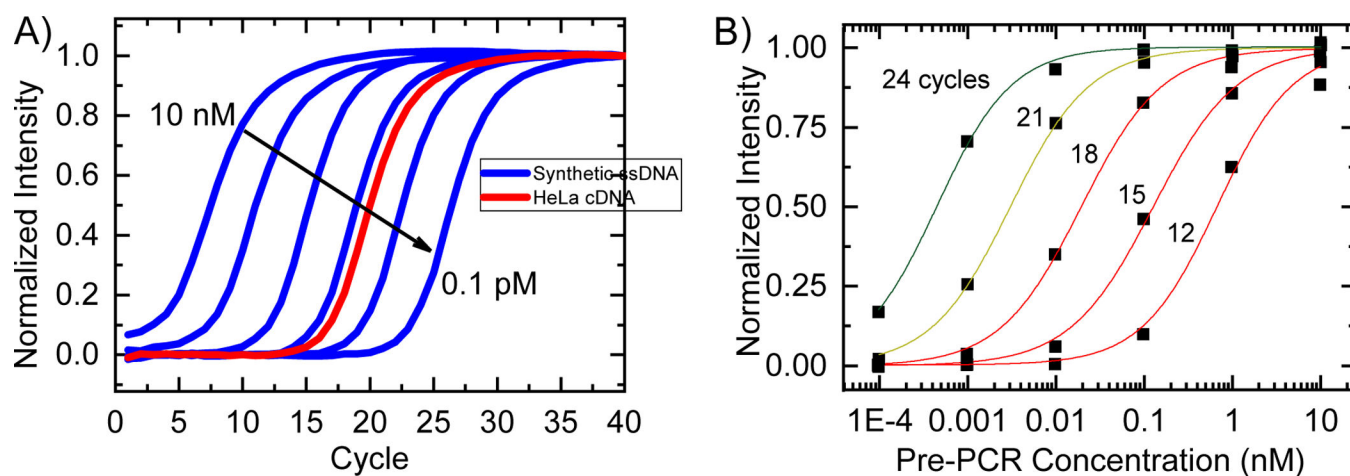 A)
Normalized Intensity
1.0
0.8
0.6
0.4
0.2
0.0
10 nM
0.1 pM
Synthetic ssDNA
HeLa cDNA
0 5 10 15 20 25 30 35 40
Cycle
B)
Normalized Intensity
1.00
0.75
0.50
0.25
0.00
24 cycles
21
18
15
12
1E-4 0.001 0.01 0.1 1 10
Pre-PCR Concentration (nM)